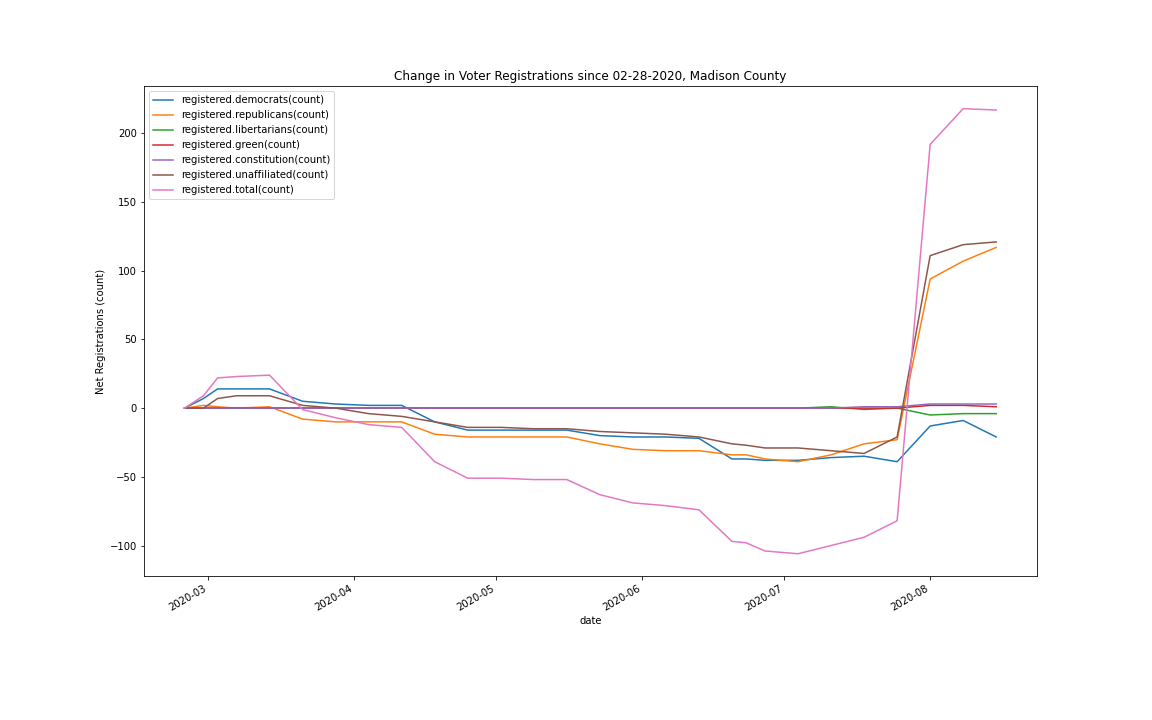 Change in Voter Registrations since 02-28-2020, Madison County
registered.democrats(count)
registered.republicans(count)
registered.libertarians(count)
registered.green(count)
registered.constitution(count)
registered.unaffiliated(count)
registered.total(count)
Net Registrations (count)
200
150
100
50
0
−50
−100
2020-03
2020-04
2020-05
2020-06
2020-07
2020-08
date